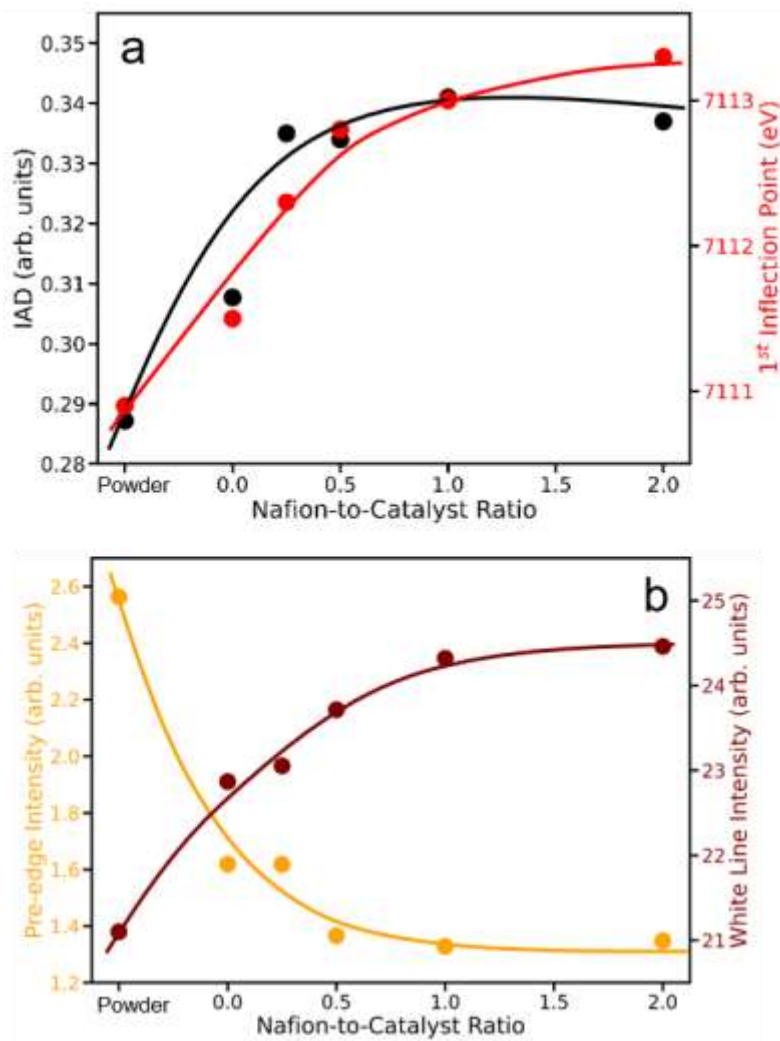 a
IAD (arb. units)
0.35
0.34
0.33
0.32
0.31
0.30
0.29
0.28
7113
7112
7111
1st Inflection Point (eV)
Powder 0.0 0.5 1.0 1.5 2.0
Nafion-to-Catalyst Ratio
b
Pre-edge Intensity (arb. units)
2.6
2.4
2.2
2.0
1.8
1.6
1.4
1.2
25
24
23
22
21
White Line Intensity (arb. units)
Powder 0.0 0.5 1.0 1.5 2.0
Nafion-to-Catalyst Ratio